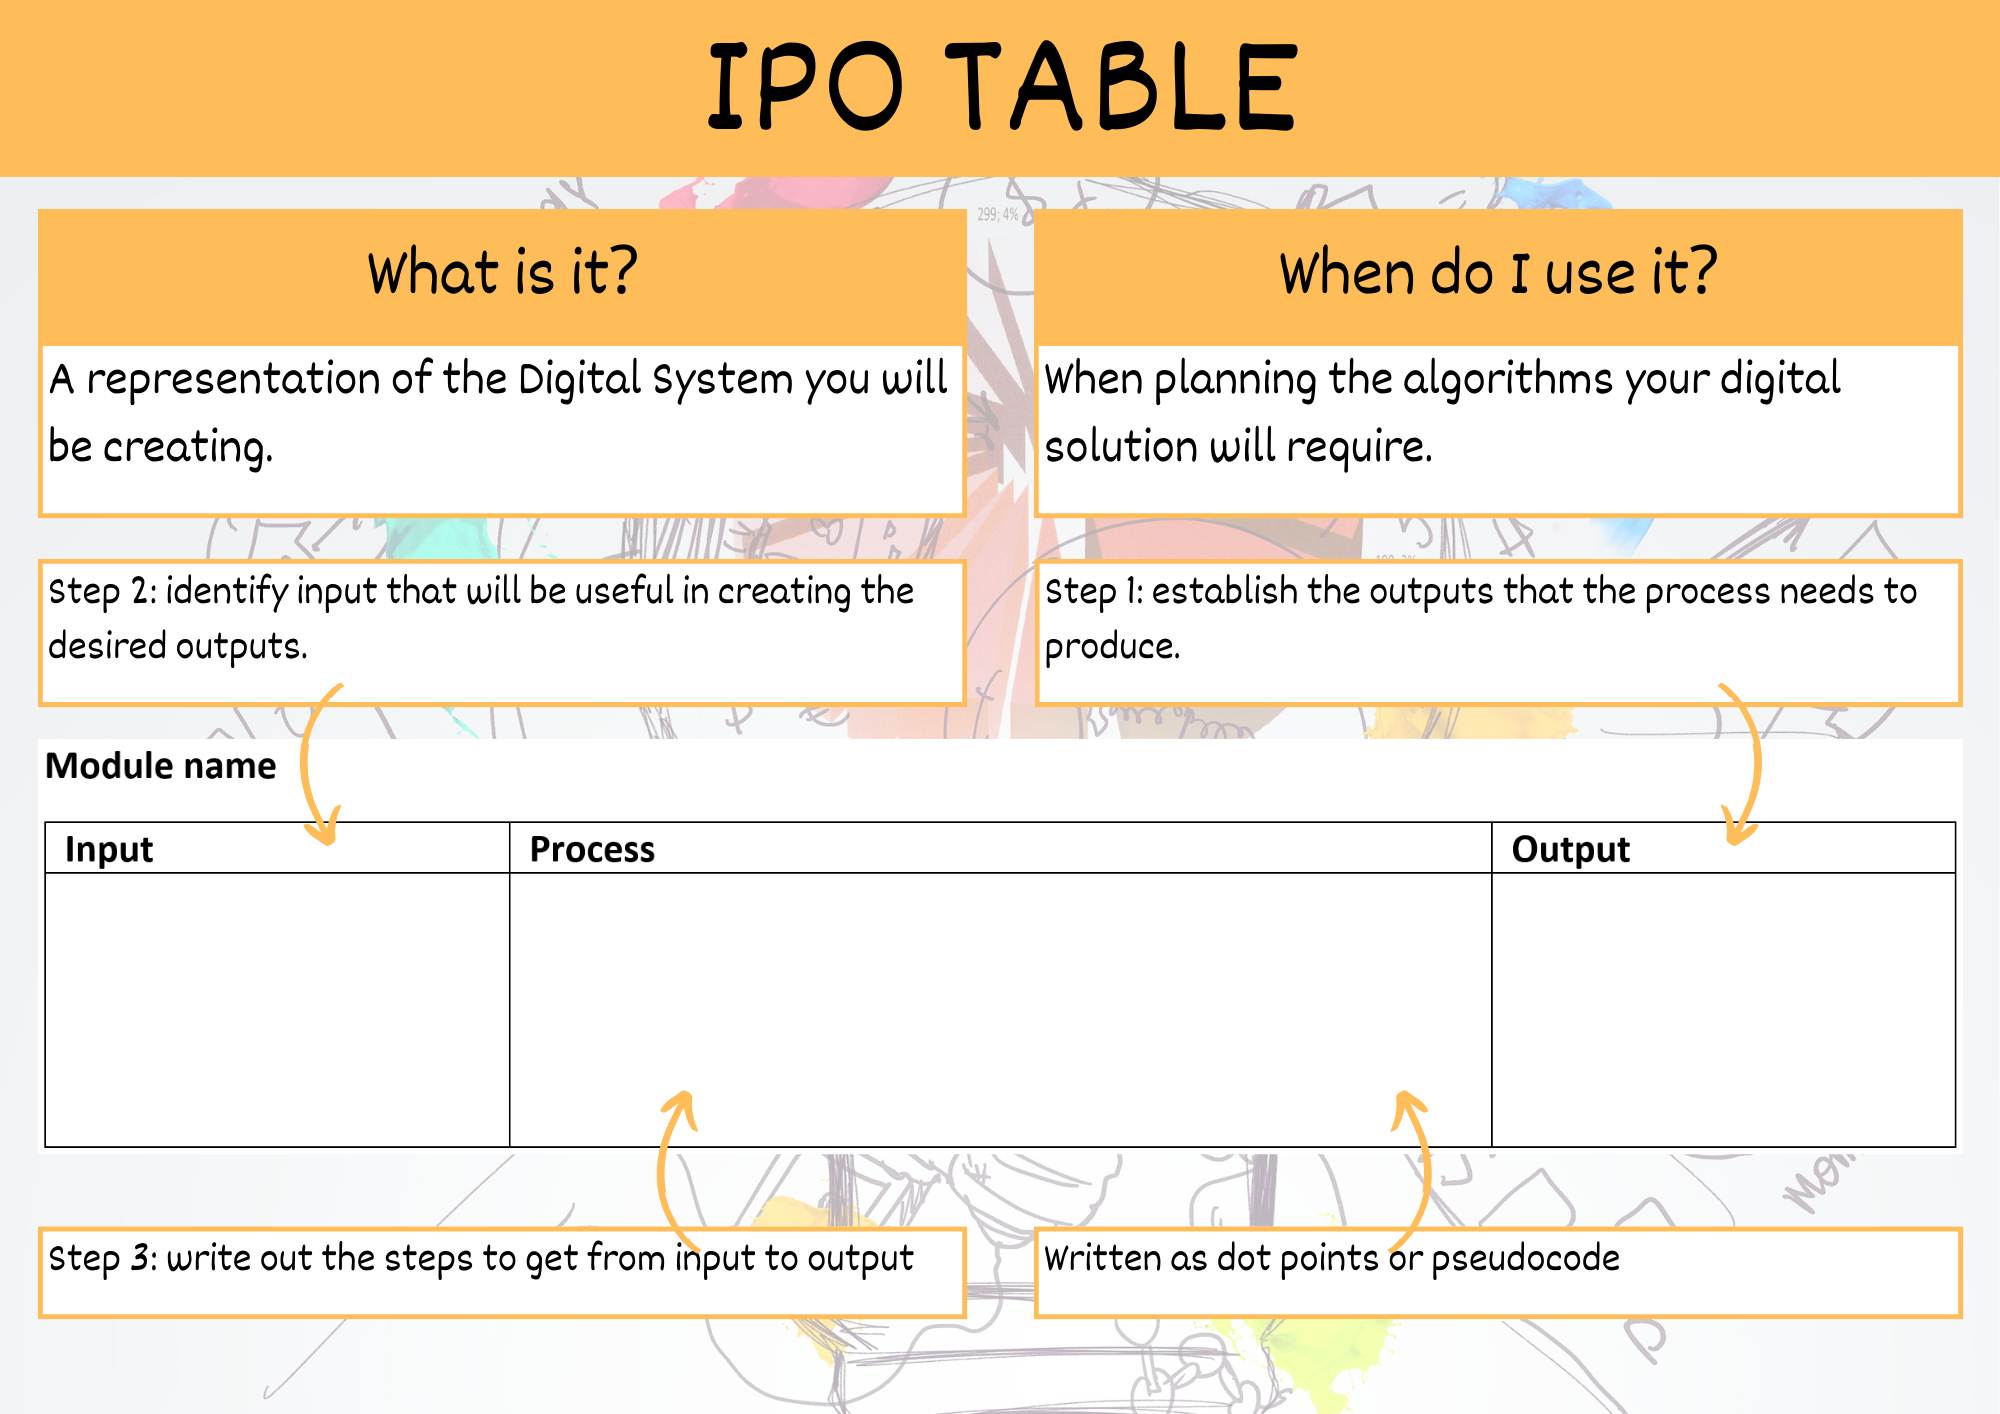 IPO TABLE
299; 4%
What is it?
A representation of the Digital System you will
be creating.
When do I use it?
When planning the algorithms your digital
solution will require.
Step 2: identify input that will be useful in creating the
desired outputs.
Step 1: establish the outputs that the process needs to
produce.
Module name
Input
Process
Output
Step 3: write out the steps to get from input to output
Written as dot points or pseudocode